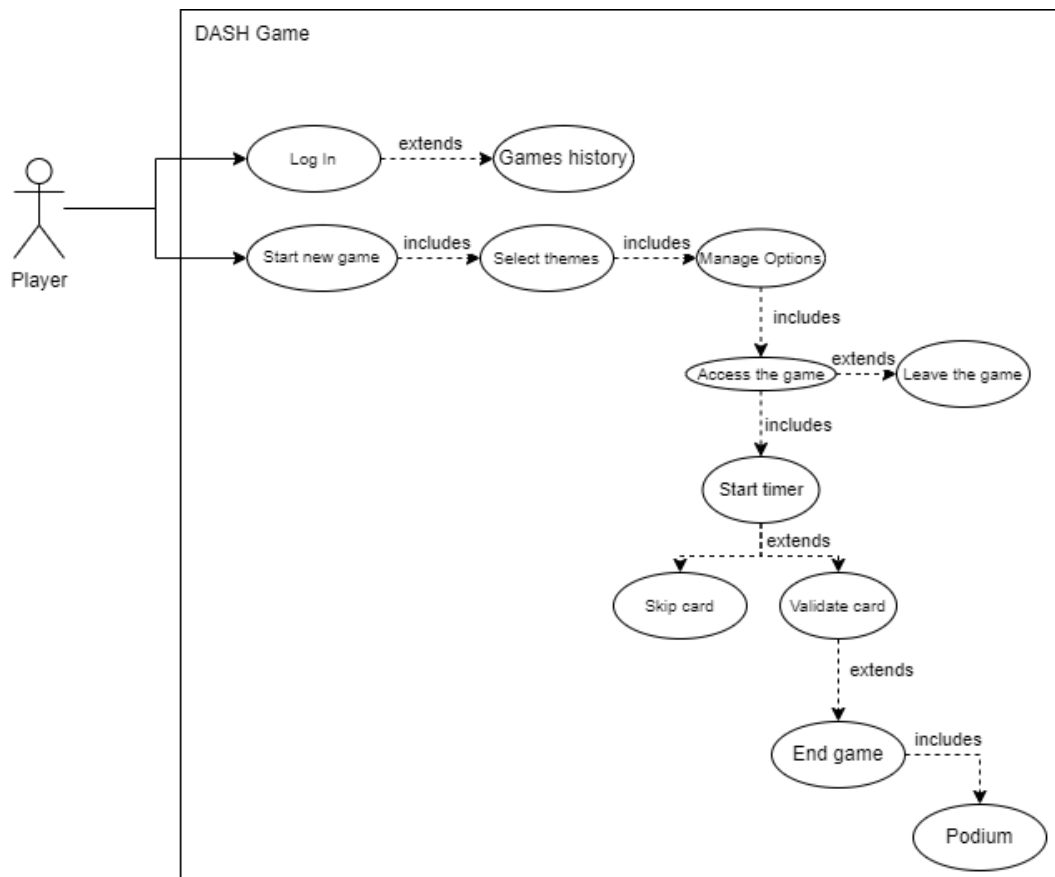 DASH Game
Log In
extends
Games history
Player
Start new game
includes
Select themes
includes
Manage Options
includes
Access the game
extends
Leave the game
includes
Start timer
extends
Skip card
Validate card
extends
End game
includes
Podium